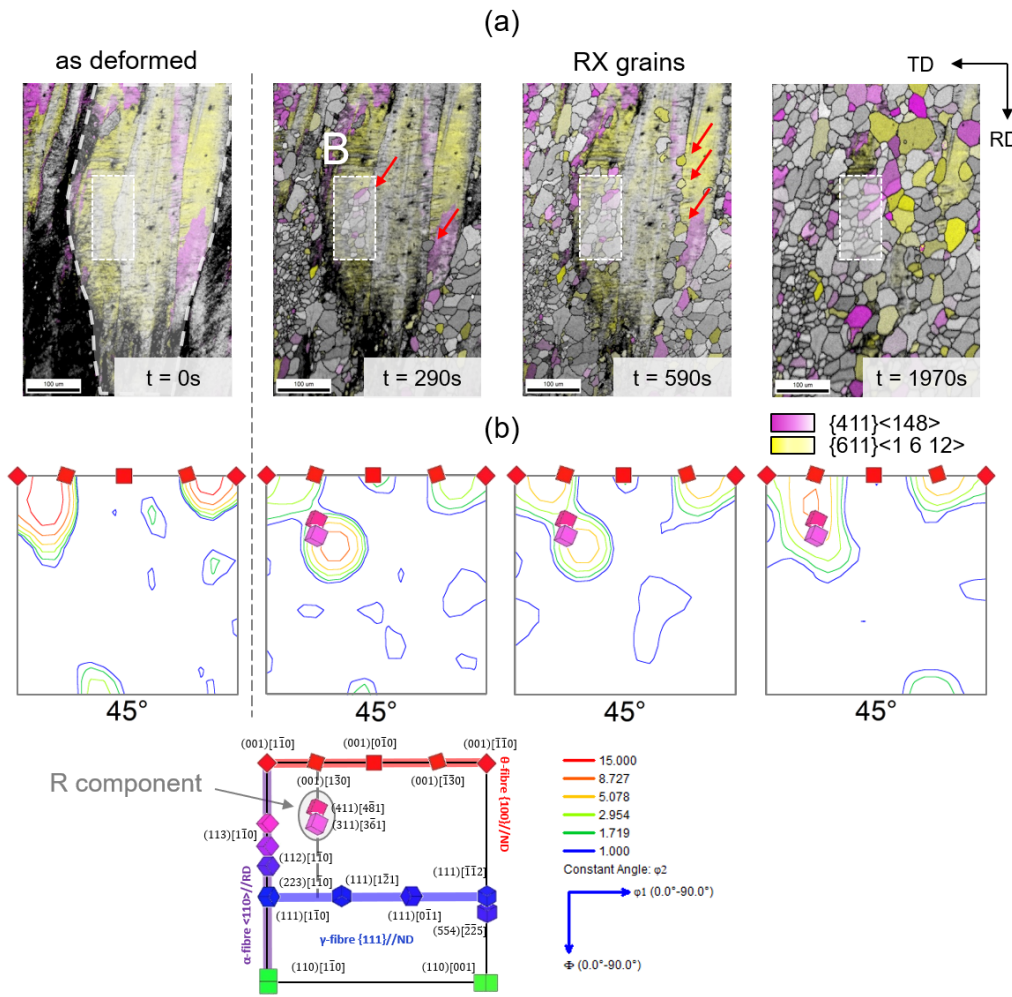 (a)
as deformed
RX grains
TD
RD
B
100 um
t = 0s
100 um
t = 290s
100 um
t = 590s
100 um
t = 1970s
{411}<148>
{611}<1 6 12>
(b)
45°
45°
45°
45°
(001)[11̄0]
(001)[01̄0]
(001)[1̄1̄0]
R component
(001)[13̄0]
(001)[1̄3̄0]
θ-fibre {100}//ND
(411)[48̄1]
(311)[36̄1]
(113)[11̄0]
(112)[11̄0]
(223)[11̄0]
(111)[12̄1]
(111)[1̄1̄2]
(111)[11̄0]
(111)[01̄1]
(554)[2̄2̄5]
γ-fibre {111}//ND
α-fibre <110>//RD
(110)[11̄0]
(110)[001]
15.000
8.727
5.078
2.954
1.719
1.000
Constant Angle: φ2
φ1 (0.0°-90.0°)
Φ (0.0°-90.0°)